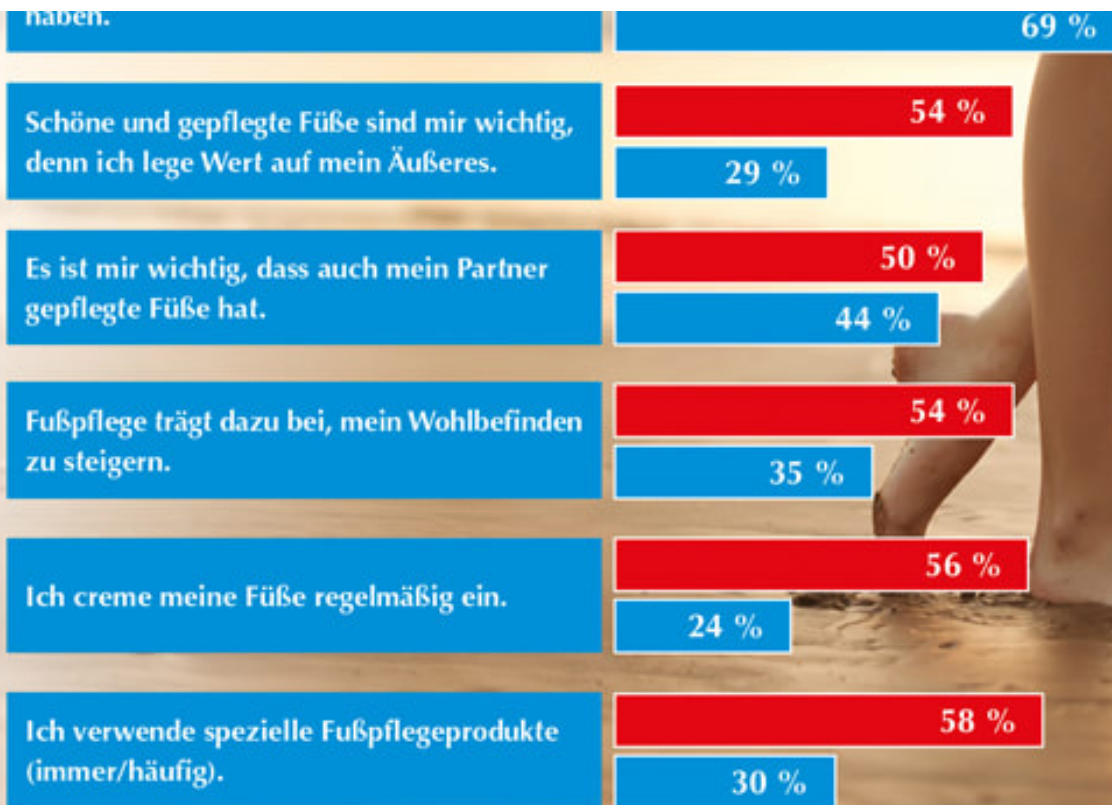 haben.
69 %
Schöne und gepflegte Füße sind mir wichtig,
denn ich lege Wert auf mein Äußeres.
54 %
29 %
Es ist mir wichtig, dass auch mein Partner
gepflegte Füße hat.
50 %
44 %
Fußpflege trägt dazu bei, mein Wohlbefinden
zu steigern.
54 %
35 %
Ich creme meine Füße regelmäßig ein.
56 %
24 %
Ich verwende spezielle Fußpflegeprodukte
(immer/häufig).
58 %
30 %